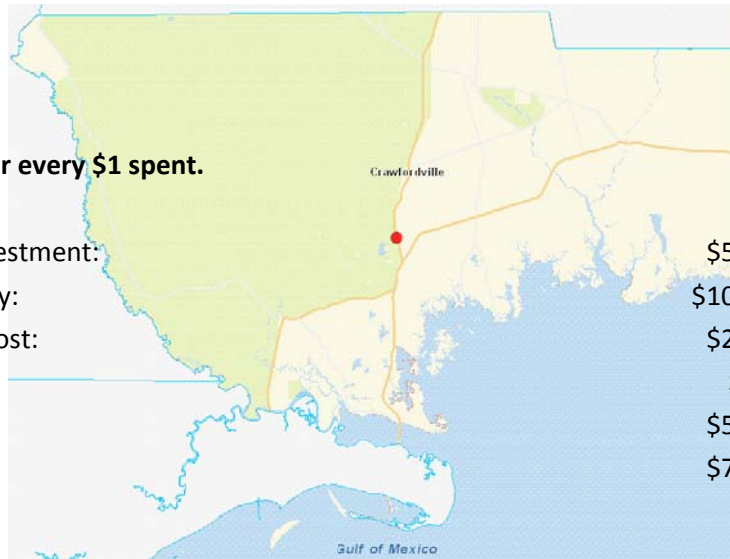 r every $1 spent.
Crawfordville
estment: $5
y: $10
ost: $2
$5
$7
Gulf of Mexico